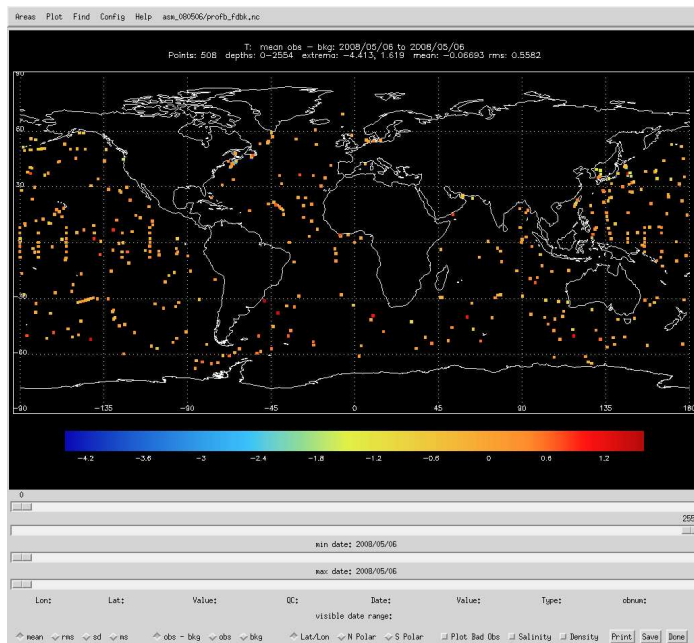 Areas Plot Find Config Help asm_080506/profb_fdbk.nc
T: mean obs - bkg: 2008/05/06 to 2008/05/06
Points: 508 depths: 0-2554 extrema: -4.413, 1.619 mean: -0.06693 rms: 0.5582
90
60
30
0
-30
-60
-90 -135 -90 -45 0 45 90 135 180
-4.2 -3.6 -3 -2.4 -1.8 -1.2 -0.6 0 0.6 1.2
0
255
min date: 2008/05/06
max date: 2008/05/06
Lon: Lat: Value: QC: Date: Value: Type: obnum:
visible date range:
mean rms sd ms obs - bkg obs bkg Lat/Lon N Polar S Polar Plot Bad Obs Salinity Density Print Save Done